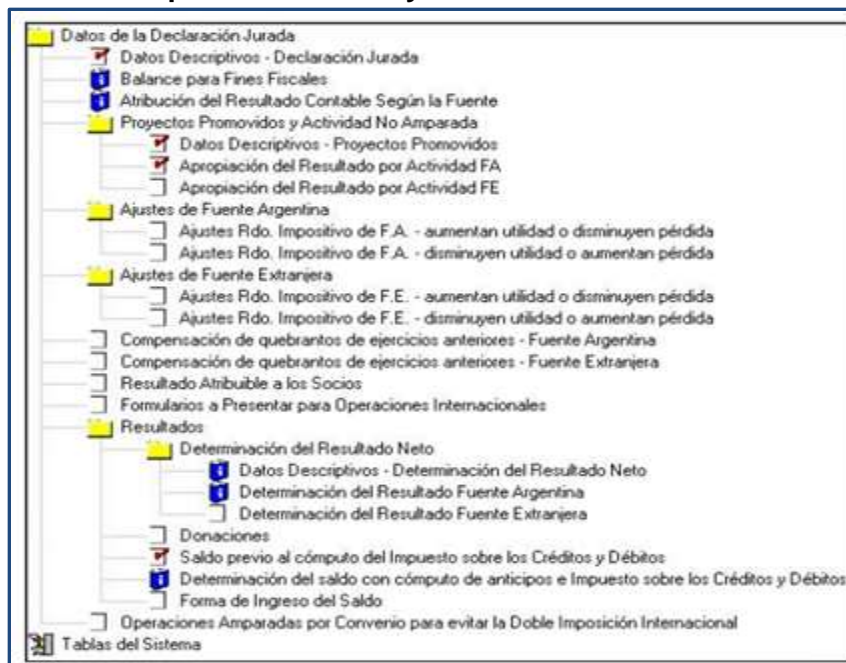 Datos de la Declaración Jurada
Datos Descriptivos - Declaración Jurada
Balance para Fines Fiscales
Atribución del Resultado Contable Según la Fuente
Proyectos Promovidos y Actividad No Amparada
Datos Descriptivos - Proyectos Promovidos
Apropiación del Resultado por Actividad FA
Apropiación del Resultado por Actividad FE
Ajustes de Fuente Argentina
Ajustes Rdo. Impositivo de F.A. - aumentan utilidad o disminuyen pérdida
Ajustes Rdo. Impositivo de F.A. - disminuyen utilidad o aumentan pérdida
Ajustes de Fuente Extranjera
Ajustes Rdo. Impositivo de F.E. - aumentan utilidad o disminuyen pérdida
Ajustes Rdo. Impositivo de F.E. - disminuyen utilidad o aumentan pérdida
Compensación de quebrantos de ejercicios anteriores - Fuente Argentina
Compensación de quebrantos de ejercicios anteriores - Fuente Extranjera
Resultado Atribuible a los Socios
Formularios a Presentar para Operaciones Internacionales
Resultados
Determinación del Resultado Neto
Datos Descriptivos - Determinación del Resultado Neto
Determinación del Resultado Fuente Argentina
Determinación del Resultado Fuente Extranjera
Donaciones
Saldo previo al cómputo del Impuesto sobre los Créditos y Débitos
Determinación del saldo con cómputo de anticipos e Impuesto sobre los Créditos y Débitos
Forma de Ingreso del Saldo
Operaciones Amparadas por Convenio para evitar la Doble Imposición Internacional
Tablas del Sistema